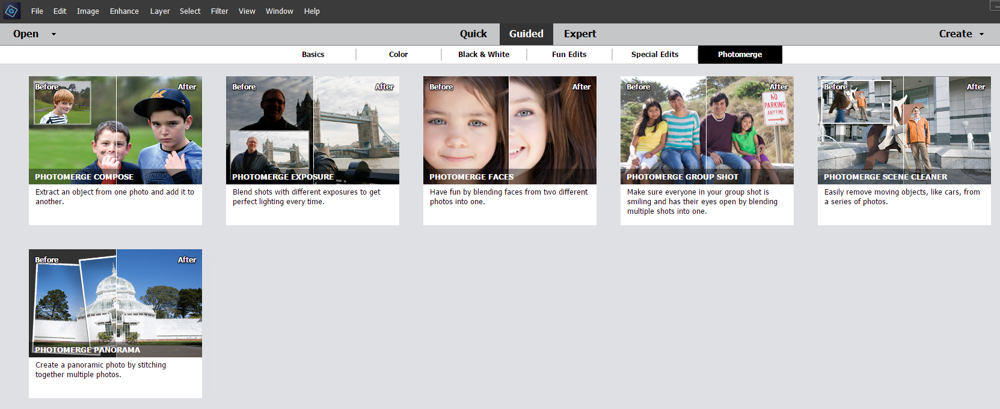 File Edit Image Enhance Layer Select Filter View Window Help
Open Quick Guided Expert Create
Basics Color Black & White Fun Edits Special Edits Photomerge
Before After
PHOTOMERGE COMPOSE
Extract an object from one photo and add it to
another.
Before After
PHOTOMERGE EXPOSURE
Blend shots with different exposures to get
perfect lighting every time.
Before After
PHOTOMERGE FACES
Have fun by blending faces from two different
photos into one.
Before After
NO
PARKING
ANYTIME
PHOTOMERGE GROUP SHOT
Make sure everyone in your group shot is
smiling and has their eyes open by blending
multiple shots into one.
Before After
PHOTOMERGE SCENE CLEANER
Easily remove moving objects, like cars, from
a series of photos.
Before After
PHOTOMERGE PANORAMA
Create a panoramic photo by stitching
together multiple photos.